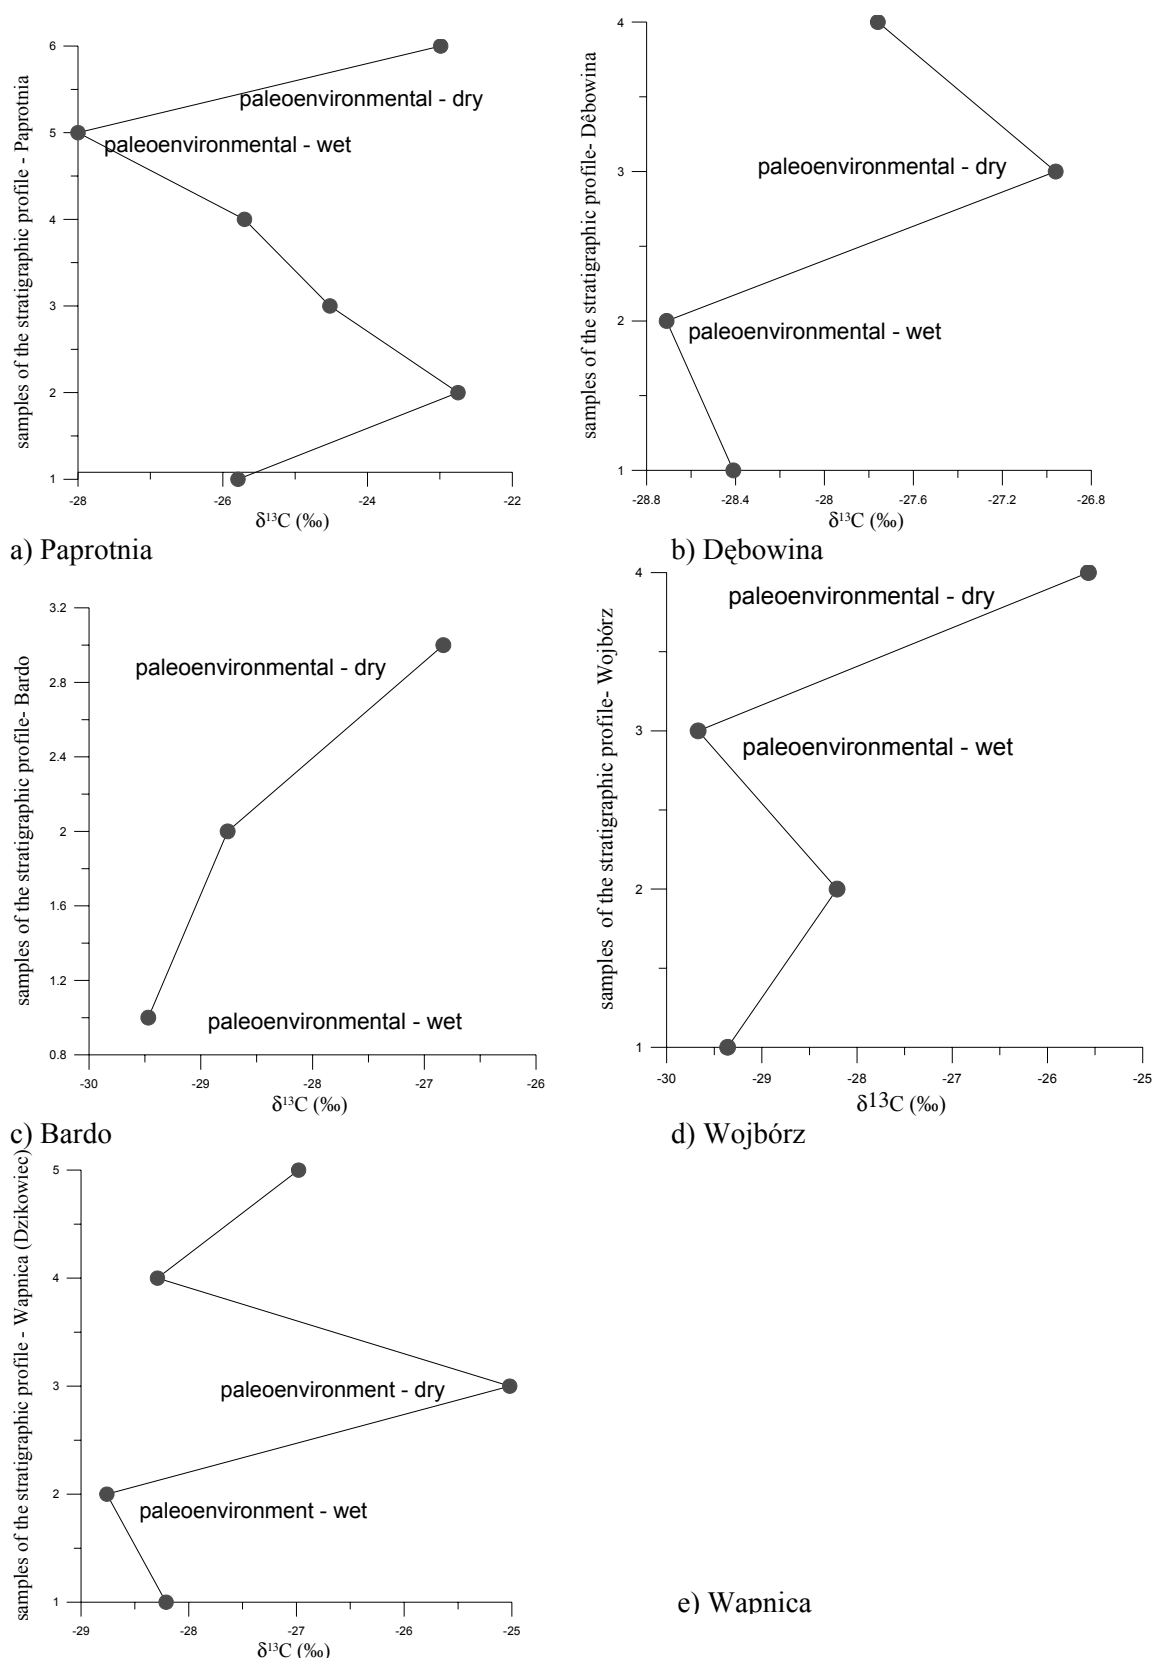 samples of the stratigraphic profile - Paprotnia
6
5
4
3
2
1
paleoenvironmental - dry
paleoenvironmental - wet
-28
-26
-24
-22
δ¹³C (‰)
a) Paprotnia
samples of the stratigraphic profile- Dêbowina
4
3
2
1
paleoenvironmental - dry
paleoenvironmental - wet
-28.8
-28.4
-28
-27.6
-27.2
-26.8
δ¹³C (‰)
b) Dębowina
samples of the stratigraphic profile- Bardo
3.2
2.8
2.4
2
1.6
1.2
0.8
paleoenvironmental - dry
paleoenvironmental - wet
-30
-29
-28
-27
-26
δ¹³C (‰)
c) Bardo
samples of the stratigraphic profile- Wojbórz
4
3
2
1
paleoenvironmental - dry
paleoenvironmental - wet
-30
-29
-28
-27
-26
-25
δ13C (‰)
d) Wojbórz
samples of the stratigraphic profile - Wapnica (Dzikowiec)
5
4
3
2
1
paleoenvironment - dry
paleoenvironment - wet
-29
-28
-27
-26
-25
δ¹³C (‰)
e) Wapnica